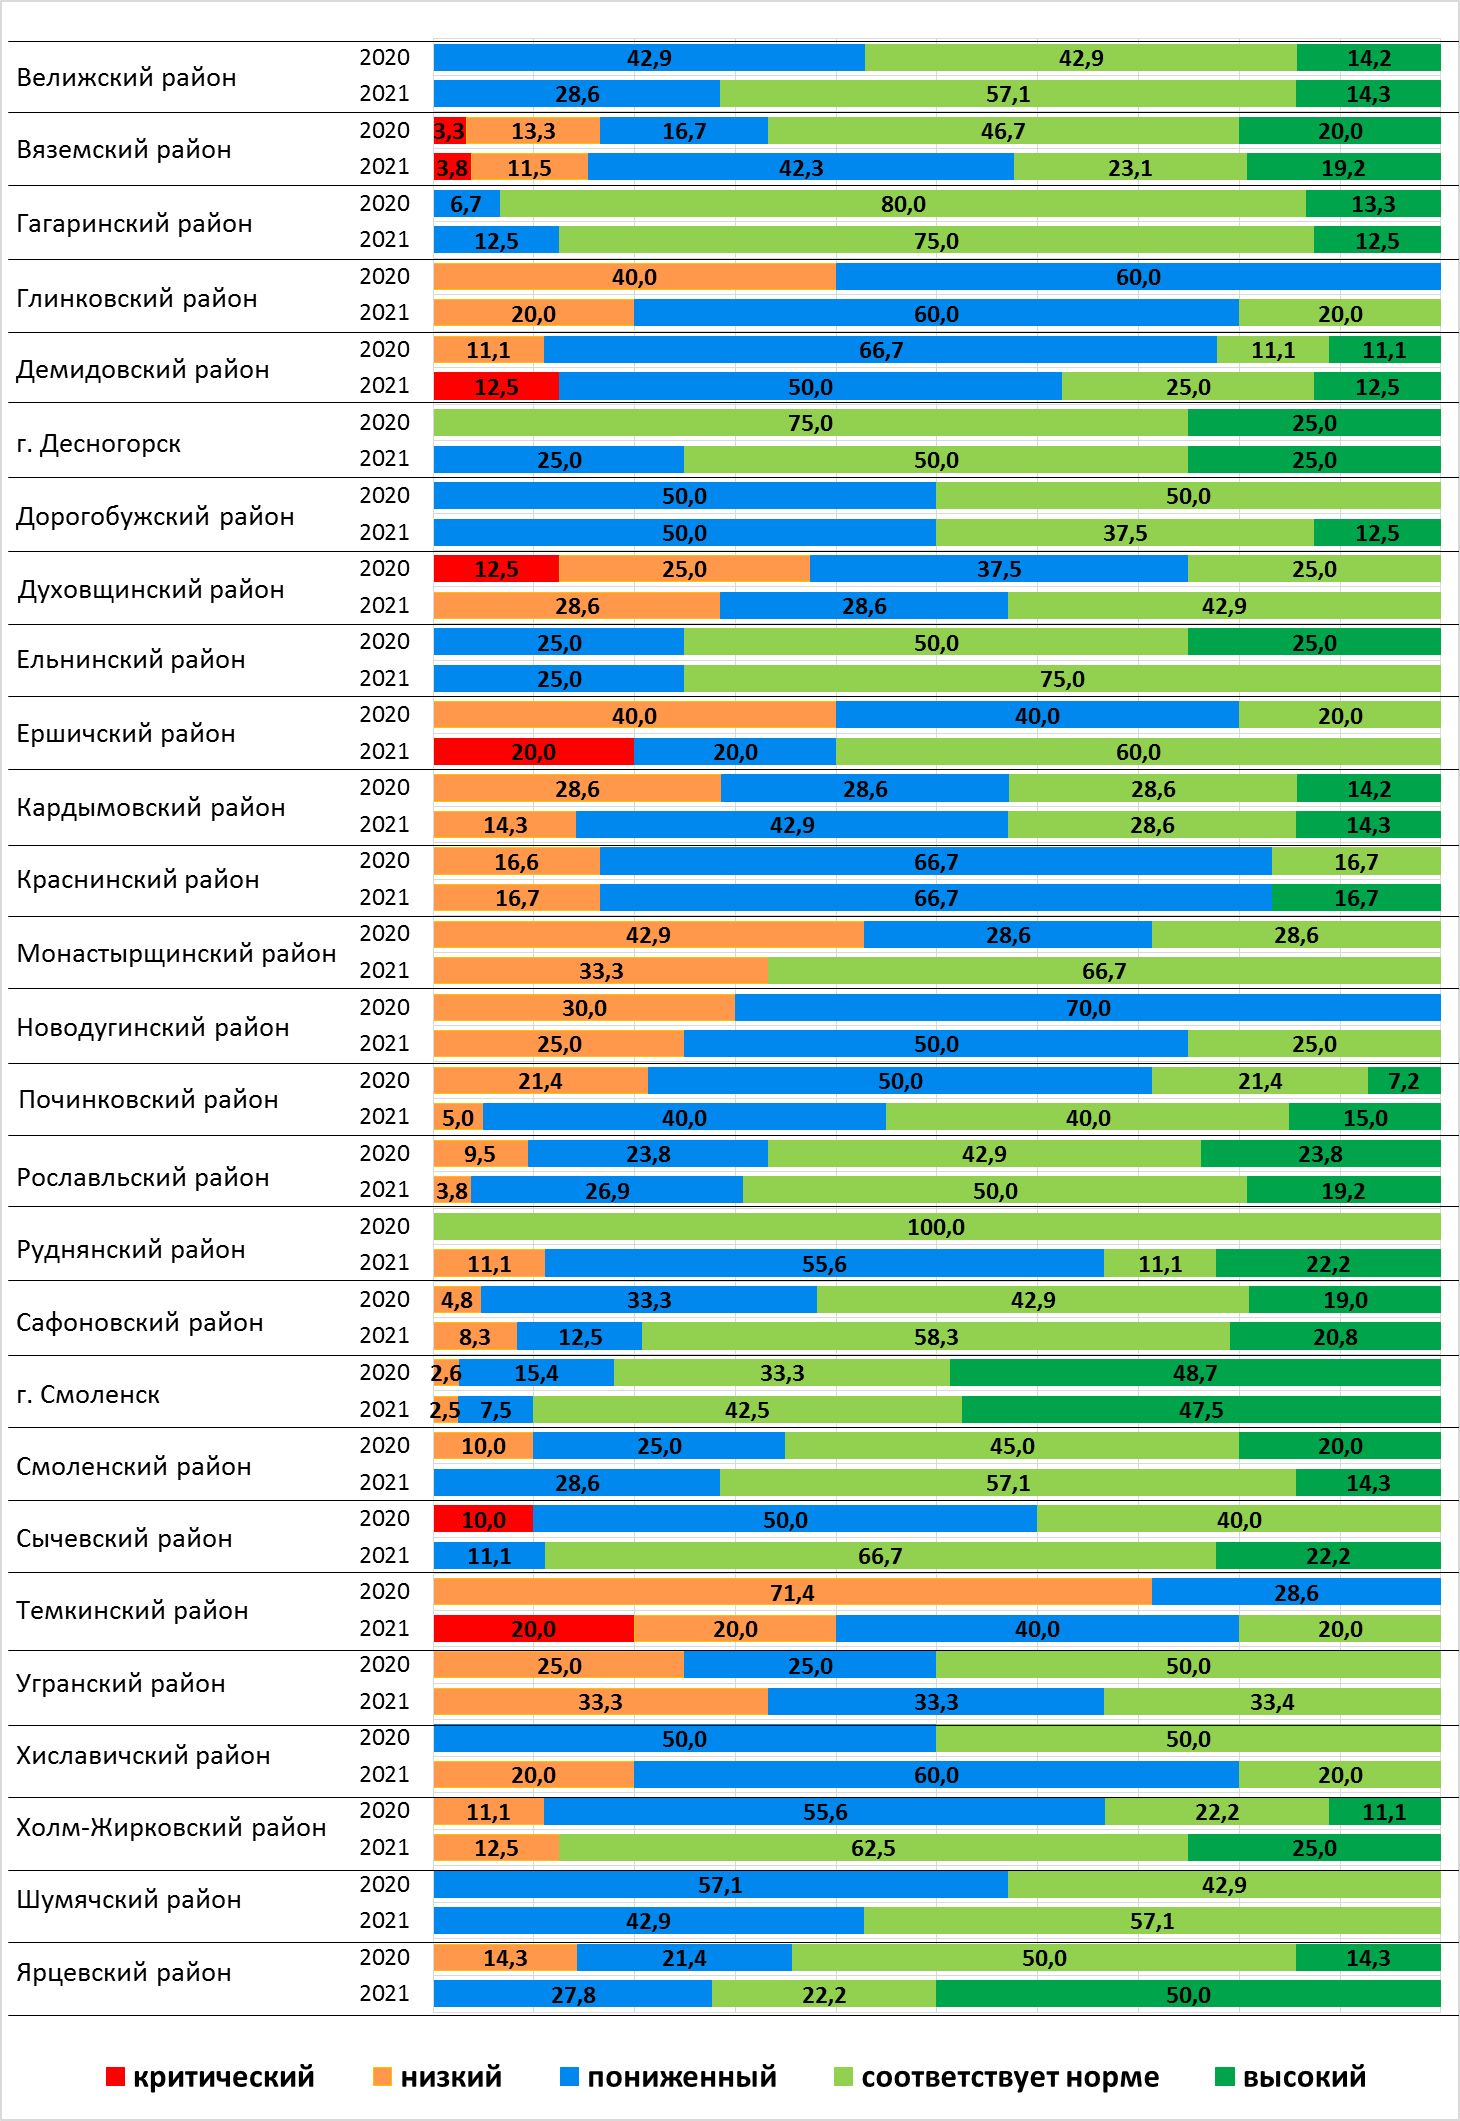 2020 42,9 42,9 14,2
Велижский район
2021 28,6 57,1 14,3
2020 3,3 13,3 16,7 46,7 20,0
Вяземский район
2021 3,8 11,5 42,3 23,1 19,2
2020 6,7 80,0 13,3
Гагаринский район
2021 12,5 75,0 12,5
2020 40,0 60,0
Глинковский район
2021 20,0 60,0 20,0
2020 11,1 66,7 11,1 11,1
Демидовский район
2021 12,5 50,0 25,0 12,5
2020 75,0 25,0
г. Десногорск
2021 25,0 50,0 25,0
2020 50,0 50,0
Дорогобужский район
2021 50,0 37,5 12,5
2020 12,5 25,0 37,5 25,0
Духовщинский район
2021 28,6 28,6 42,9
2020 25,0 50,0 25,0
Ельнинский район
2021 25,0 75,0
2020 40,0 40,0 20,0
Ершичский район
2021 20,0 20,0 60,0
2020 28,6 28,6 28,6 14,2
Кардымовский район
2021 14,3 42,9 28,6 14,3
2020 16,6 66,7 16,7
Краснинский район
2021 16,7 66,7 16,7
2020 42,9 28,6 28,6
Монастырщинский район
2021 33,3 66,7
2020 30,0 70,0
Новодугинский район
2021 25,0 50,0 25,0
2020 21,4 50,0 21,4 7,2
Починковский район
2021 5,0 40,0 40,0 15,0
2020 9,5 23,8 42,9 23,8
Рославльский район
2021 3,8 26,9 50,0 19,2
2020 100,0
Руднянский район
2021 11,1 55,6 11,1 22,2
2020 4,8 33,3 42,9 19,0
Сафоновский район
2021 8,3 12,5 58,3 20,8
2020 2,6 15,4 33,3 48,7
г. Смоленск
2021 2,5 7,5 42,5 47,5
2020 10,0 25,0 45,0 20,0
Смоленский район
2021 28,6 57,1 14,3
2020 10,0 50,0 40,0
Сычевский район
2021 11,1 66,7 22,2
2020 71,4 28,6
Темкинский район
2021 20,0 20,0 40,0 20,0
2020 25,0 25,0 50,0
Угранский район
2021 33,3 33,3 33,4
2020 50,0 50,0
Хиславичский район
2021 20,0 60,0 20,0
2020 11,1 55,6 22,2 11,1
Холм-Жирковский район
2021 12,5 62,5 25,0
2020 57,1 42,9
Шумячский район
2021 42,9 57,1
2020 14,3 21,4 50,0 14,3
Ярцевский район
2021 27,8 22,2 50,0
критический низкий пониженный соответствует норме высокий